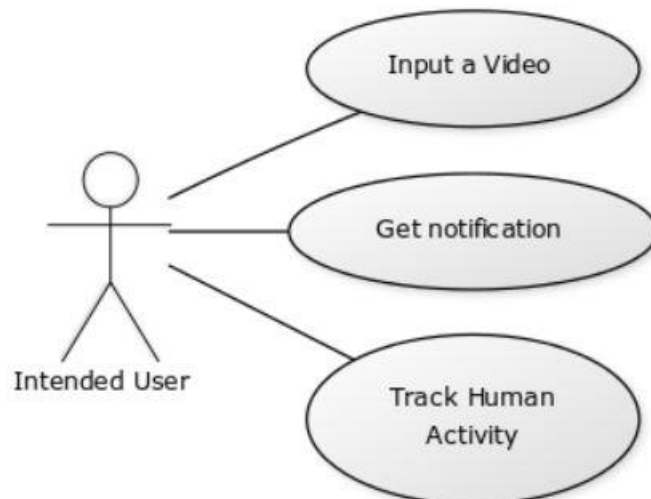 Input a Video
Get notification
Intended User
Track Human
Activity